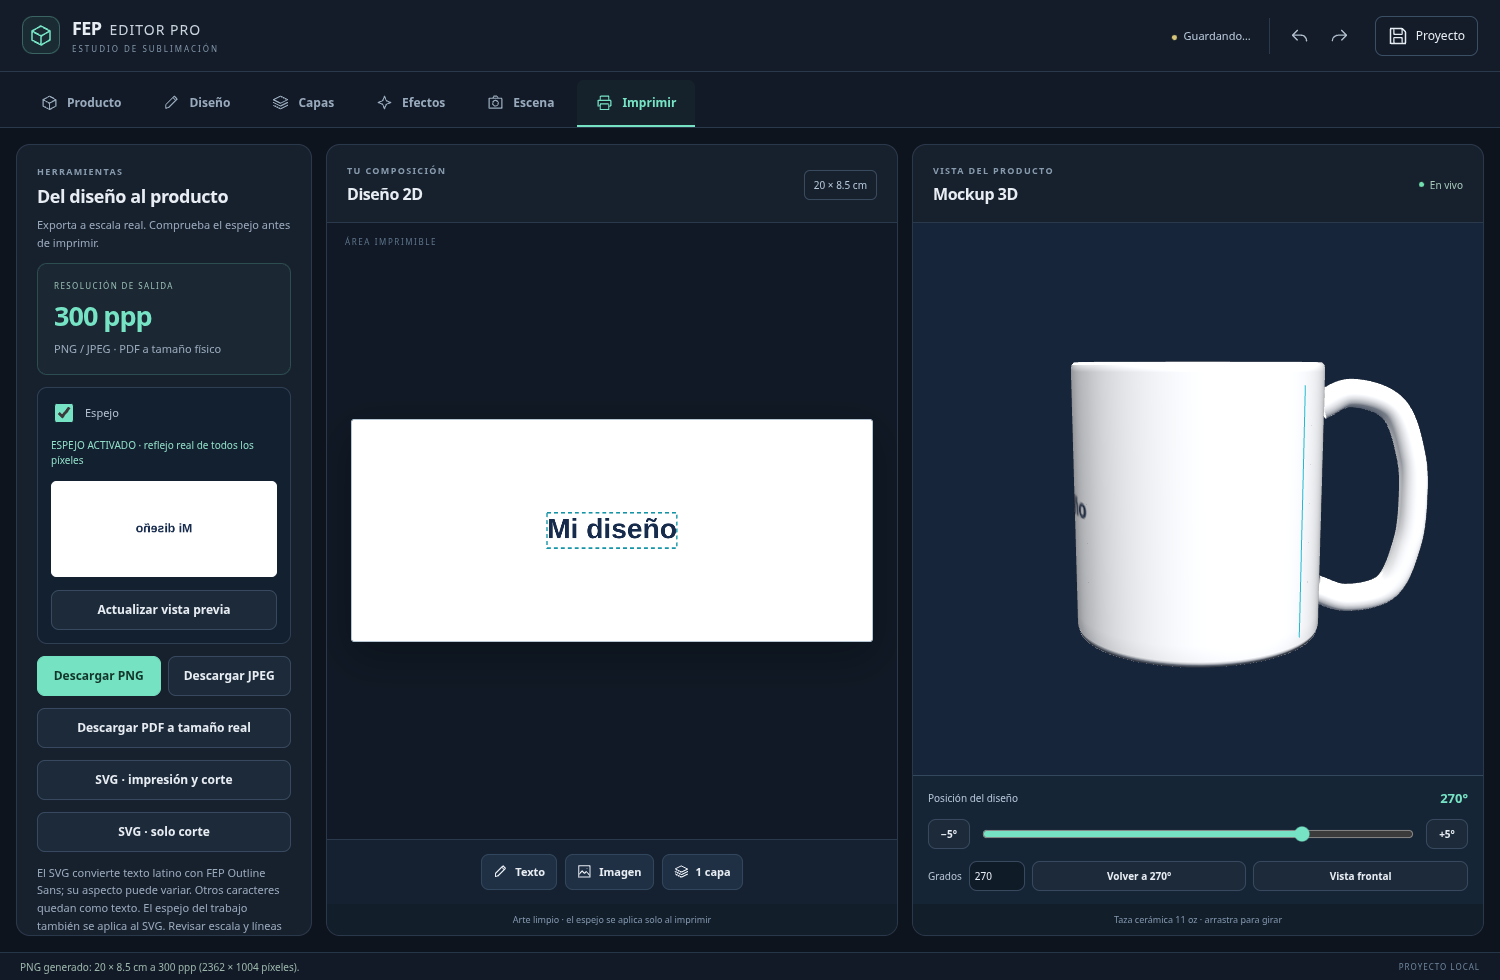 FEP EDITOR PRO
ESTUDIO DE SUBLIMACIÓN
Guardando...
Proyecto
Producto
Diseño
Capas
Efectos
Escena
Imprimir
HERRAMIENTAS
Del diseño al producto
Exporta a escala real. Comprueba el espejo antes
de imprimir.
RESOLUCIÓN DE SALIDA
300 ppp
PNG / JPEG · PDF a tamaño físico
Espejo
ESPEJO ACTIVADO · reflejo real de todos los
píxeles
Mi diseño
Actualizar vista previa
Descargar PNG
Descargar JPEG
Descargar PDF a tamaño real
SVG · impresión y corte
SVG · solo corte
El SVG convierte texto latino con FEP Outline
Sans; su aspecto puede variar. Otros caracteres
quedan como texto. El espejo del trabajo
también se aplica al SVG. Revisar escala y líneas
TU COMPOSICIÓN
Diseño 2D
20 × 8.5 cm
ÁREA IMPRIMIBLE
Mi diseño
Texto
Imagen
1 capa
Arte limpio · el espejo se aplica solo al imprimir
VISTA DEL PRODUCTO
Mockup 3D
En vivo
ño
Posición del diseño
270°
−5°
+5°
Grados
270
Volver a 270°
Vista frontal
Taza cerámica 11 oz · arrastra para girar
PNG generado: 20 × 8.5 cm a 300 ppp (2362 × 1004 píxeles).
PROYECTO LOCAL